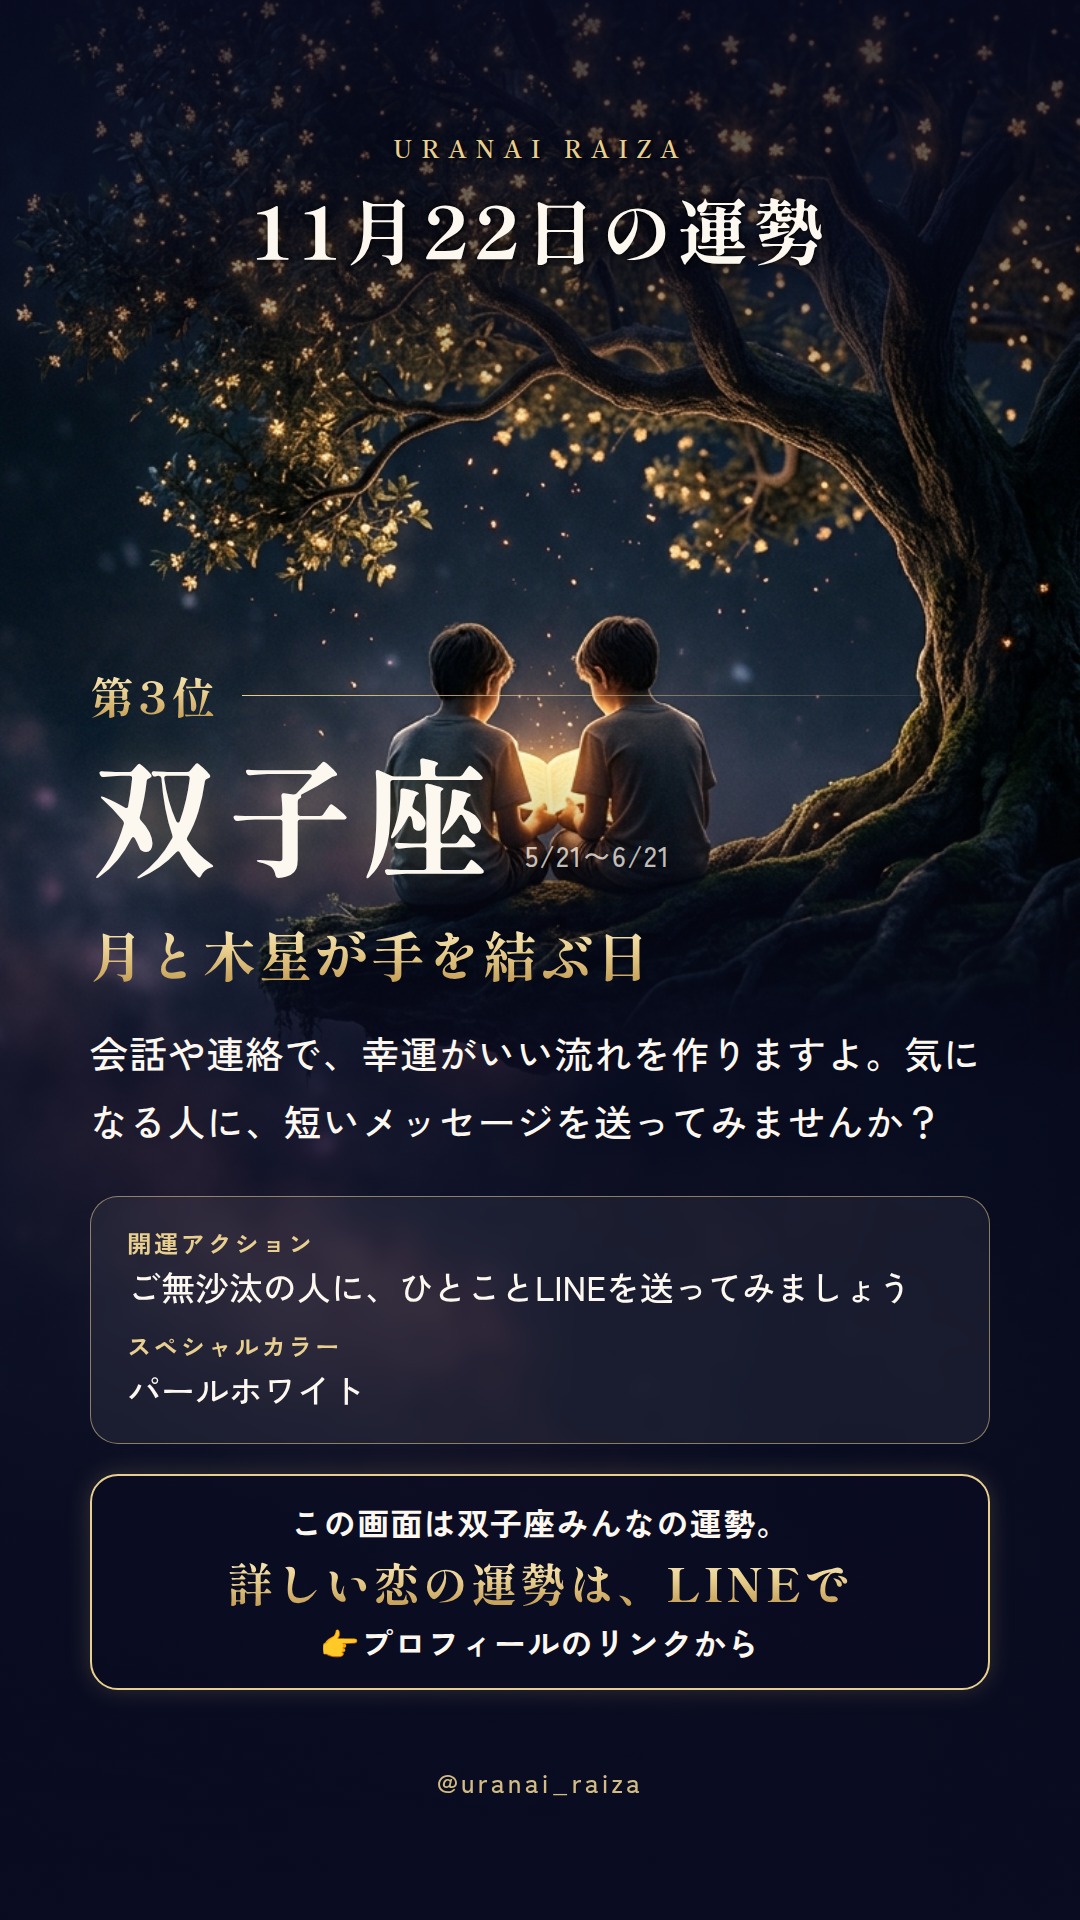 URANAI RAIZA
11月22日の運勢
第3位
双子座 5/21〜6/21
月と木星が手を結ぶ日
会話や連絡で、幸運がいい流れを作りますよ。気に
なる人に、短いメッセージを送ってみませんか？
開運アクション
ご無沙汰の人に、ひとことLINEを送ってみましょう
スペシャルカラー
パールホワイト
この画面は双子座みんなの運勢。
詳しい恋の運勢は、LINEで
👉プロフィールのリンクから
@uranai_raiza